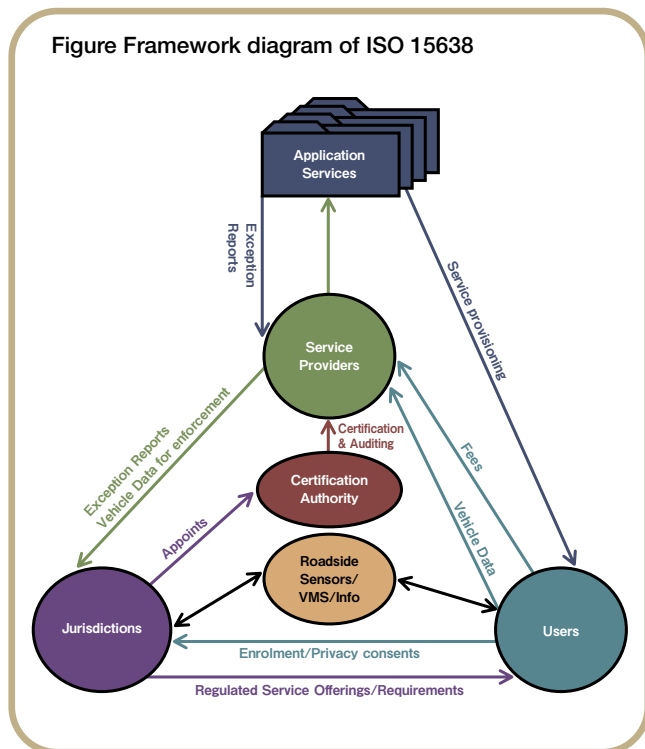 Figure Framework diagram of ISO 15638
Application
Services
Exception
Reports
Service provisioning
Service
Providers
Certification
& Auditing
Fees
Exception Reports
Vehicle Data for enforcement
Certification
Authority
Vehicle Data
Appoints
Roadside
Sensors/
VMS/Info
Jurisdictions
Users
Enrolment/Privacy consents
Regulated Service Offerings/Requirements